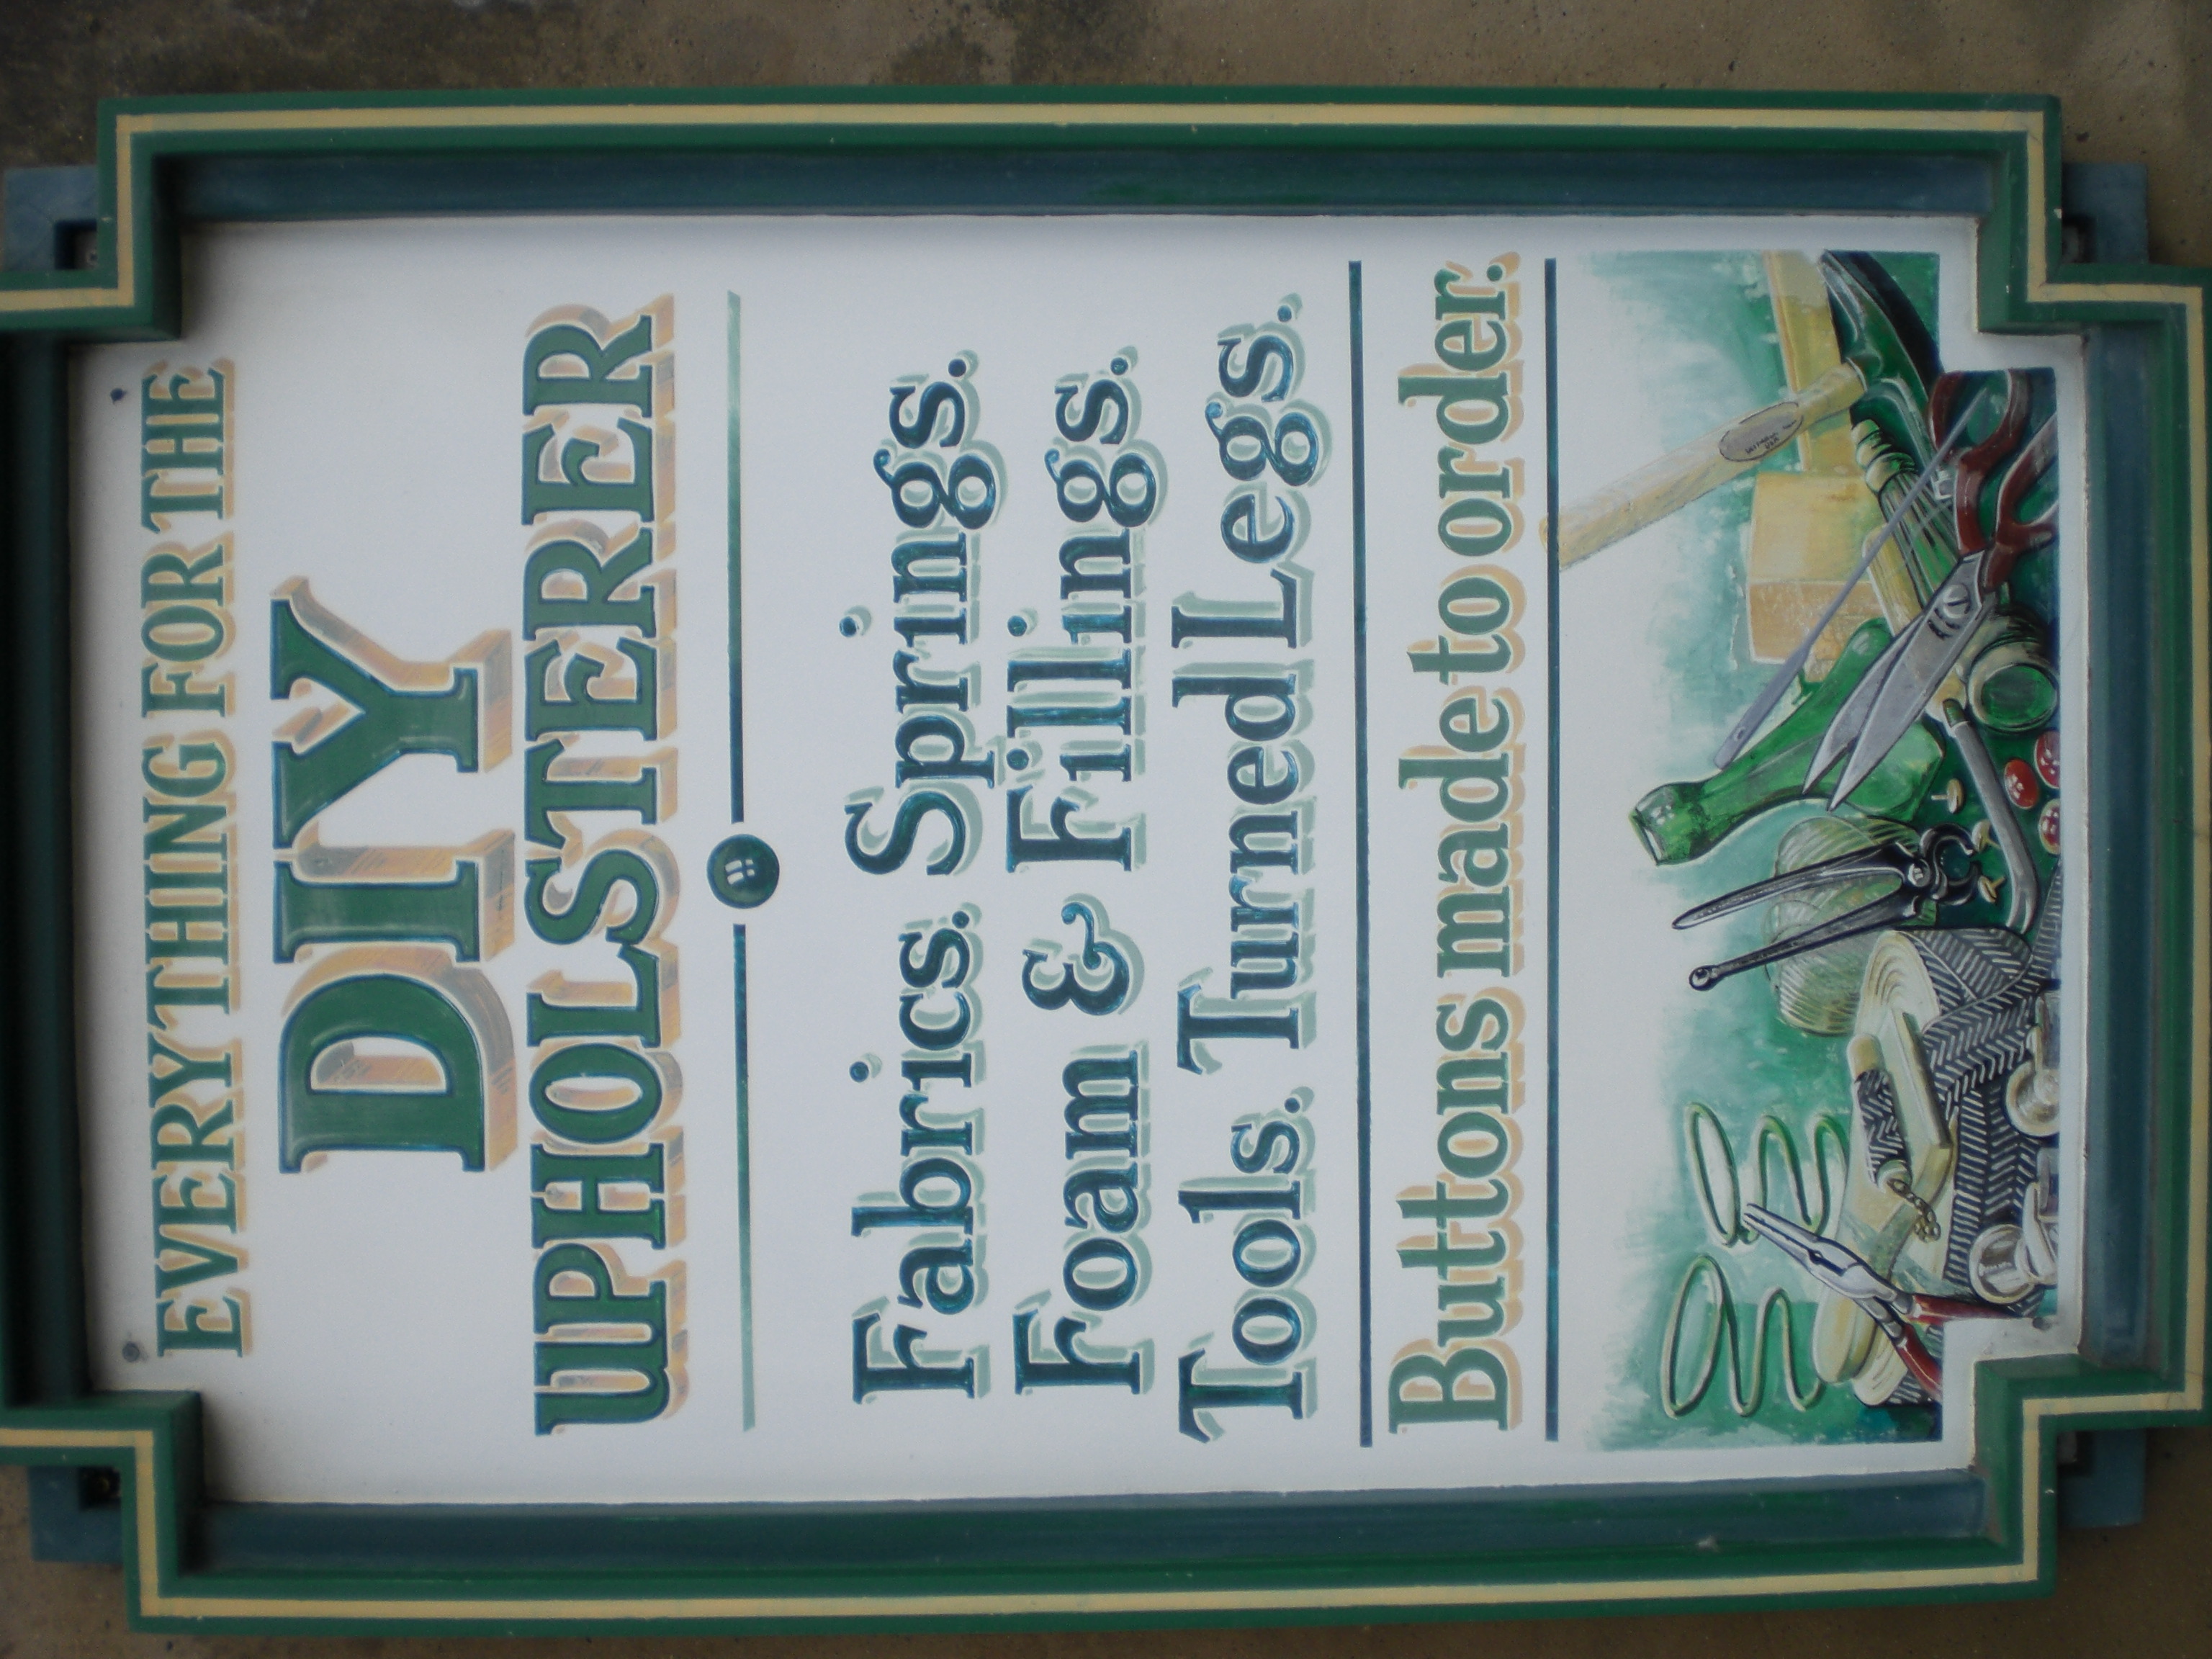 EVERYTHING FOR THE
DIY
UPHOLSTERER
Fabrics. Springs.
Foam & Fillings.
Tools. Turned Legs.
Buttons made to order.